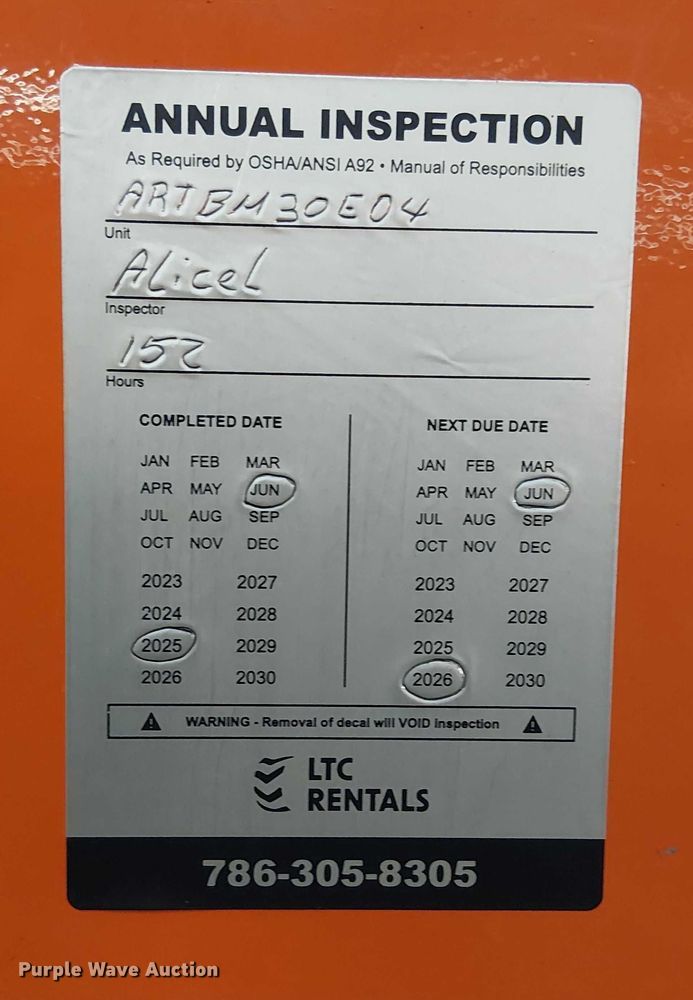 ANNUAL INSPECTION
As Required by OSHA/ANSI A92 • Manual of Responsibilities
ARTBM30E04
Unit
Alicel
Inspector
152
Hours
COMPLETED DATE
JAN FEB MAR
APR MAY JUN
JUL AUG SEP
OCT NOV DEC
2023 2027
2024 2028
2025 2029
2026 2030
NEXT DUE DATE
JAN FEB MAR
APR MAY JUN
JUL AUG SEP
OCT NOV DEC
2023 2027
2024 2028
2025 2029
2026 2030
WARNING - Removal of decal will VOID Inspection
LTC
RENTALS
786-305-8305
Purple Wave Auction